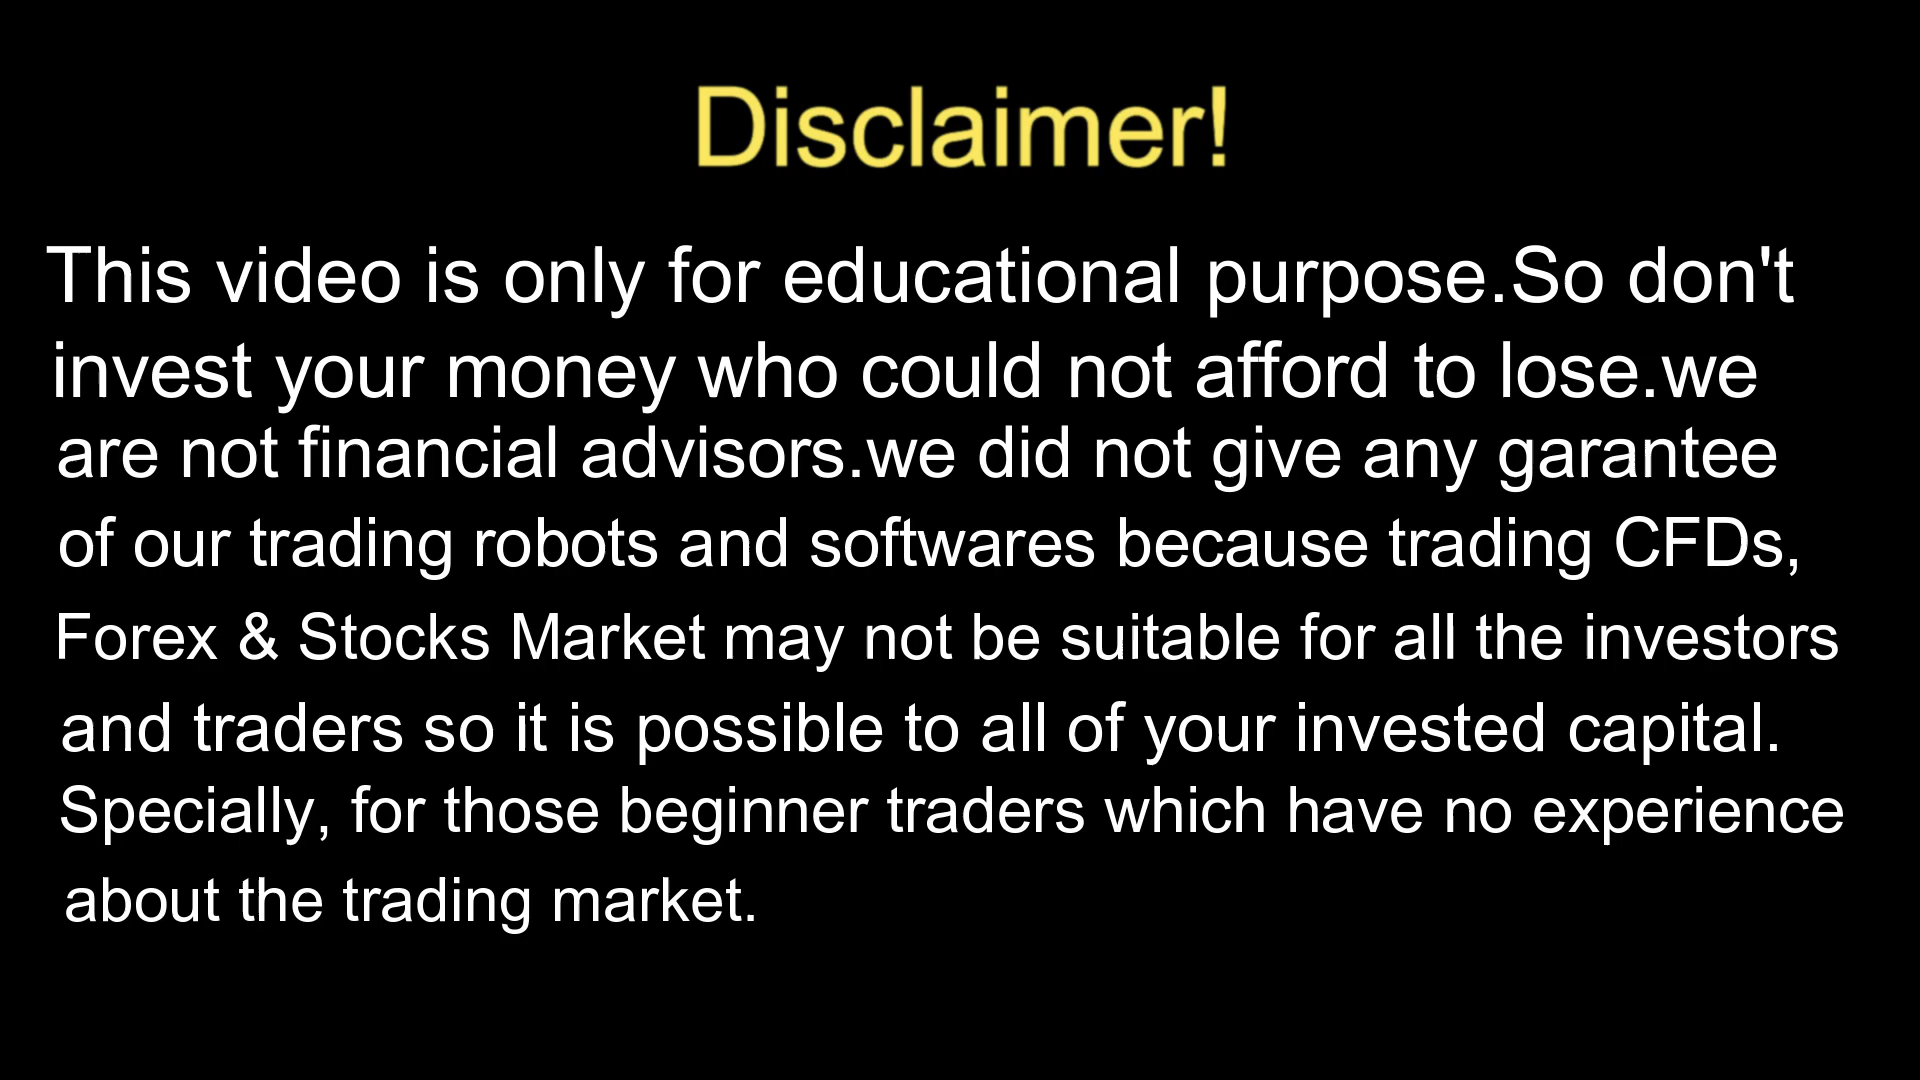 Disclaimer!
This video is only for educational purpose.So don't
invest your money who could not afford to lose.we
are not financial advisors.we did not give any garantee
of our trading robots and softwares because trading CFDs,
Forex & Stocks Market may not be suitable for all the investors
and traders so it is possible to all of your invested capital.
Specially, for those beginner traders which have no experience
about the trading market.